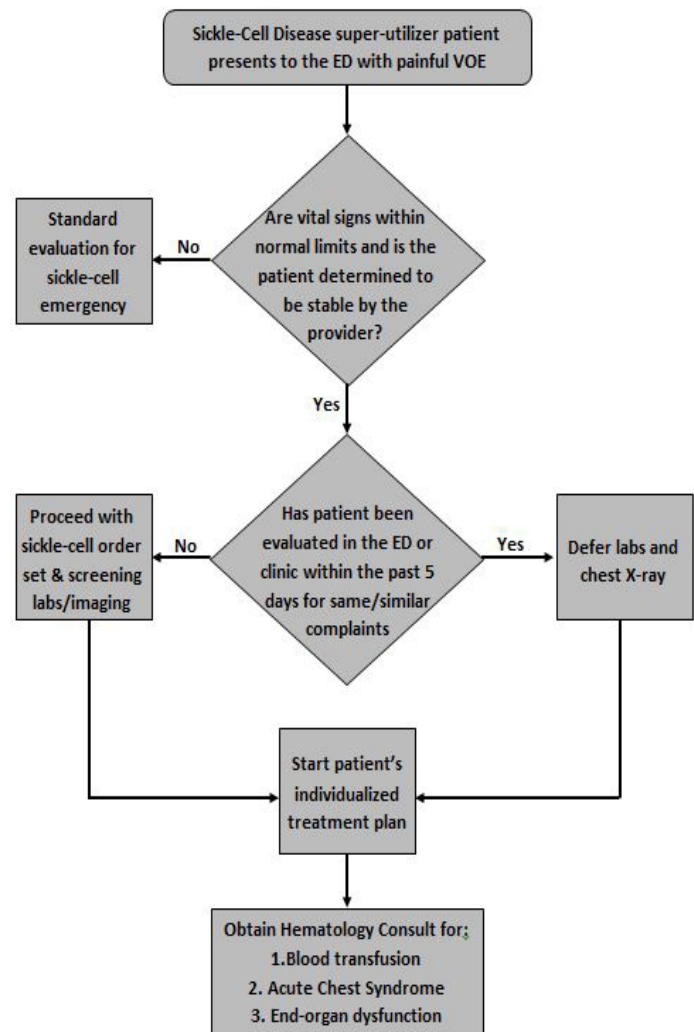 Sickle-Cell Disease super-utilizer patient
presents to the ED with painful VOE
Are vital signs within
normal limits and is the
patient determined to
be stable by the
provider?
No
Standard
evaluation for
sickle-cell
emergency
Yes
Has patient been
evaluated in the ED or
clinic within the past 5
days for same/similar
complaints
No
Proceed with
sickle-cell order
set & screening
labs/imaging
Yes
Defer labs and
chest X-ray
Start patient’s
individualized
treatment plan
Obtain Hematology Consult for;
1.Blood transfusion
2. Acute Chest Syndrome
3. End-organ dysfunction